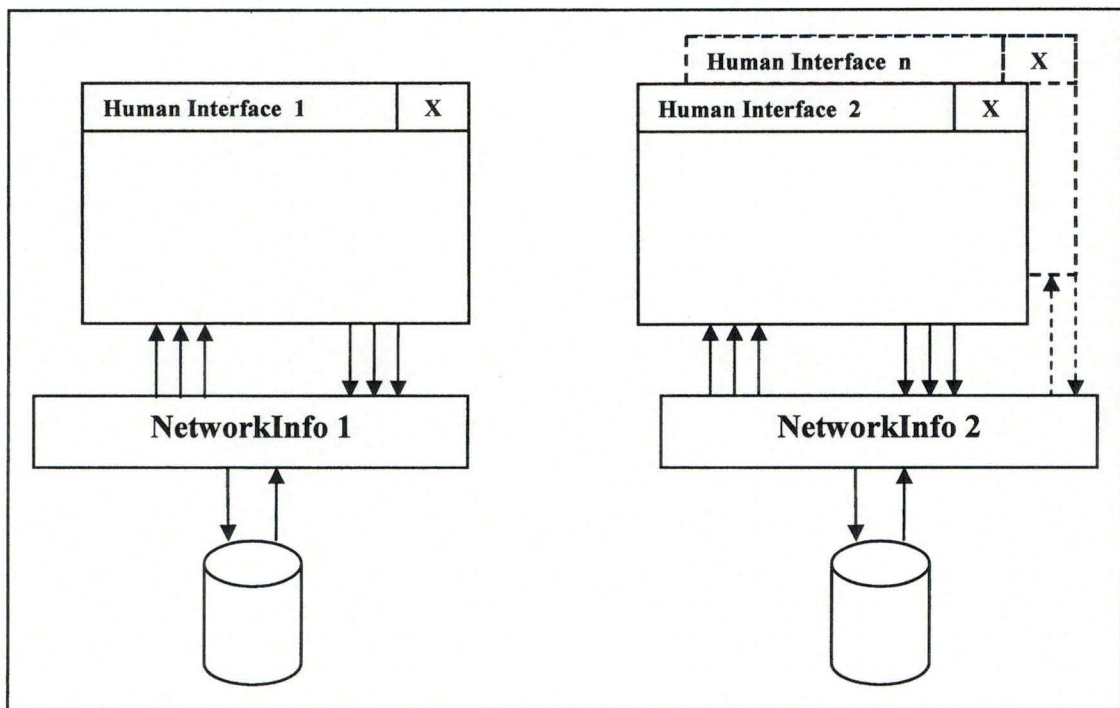 Human Interface n X
Human Interface 1 X
Human Interface 2 X
NetworkInfo 1
NetworkInfo 2